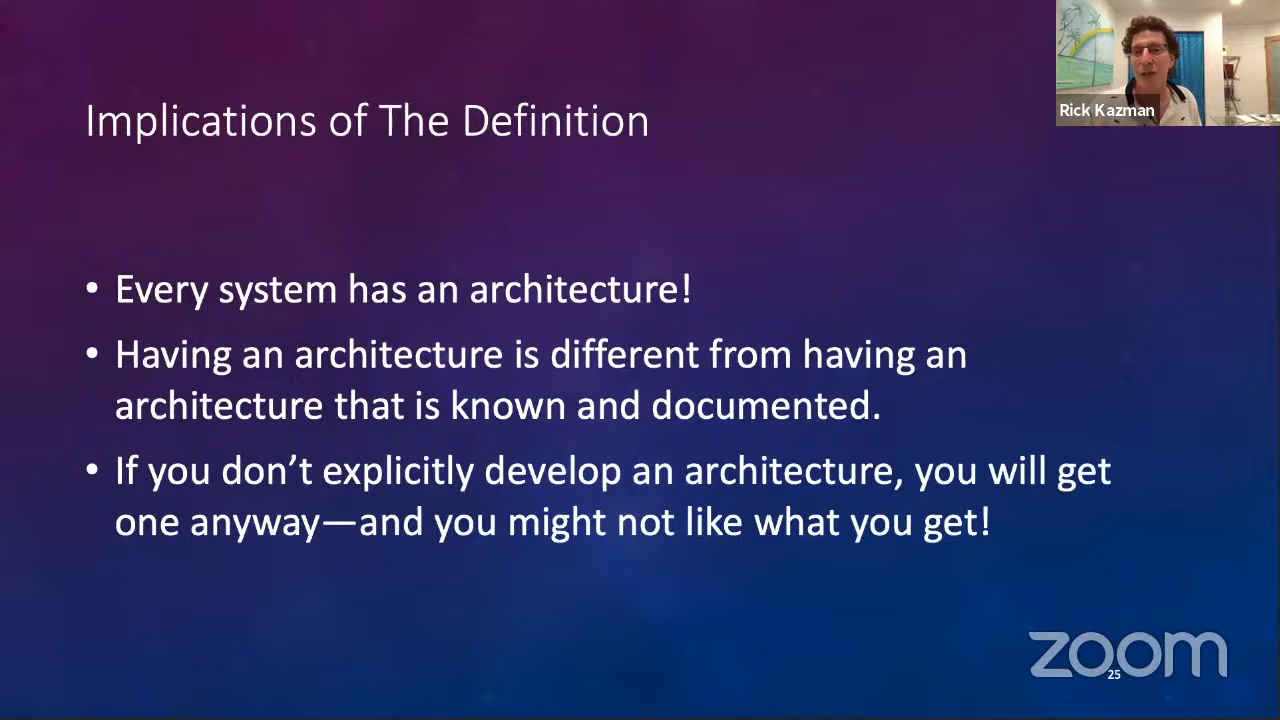 Rick Kazman
Implications of The Definition
• Every system has an architecture!
• Having an architecture is different from having an
architecture that is known and documented.
• If you don’t explicitly develop an architecture, you will get
one anyway—and you might not like what you get!
zoom
25